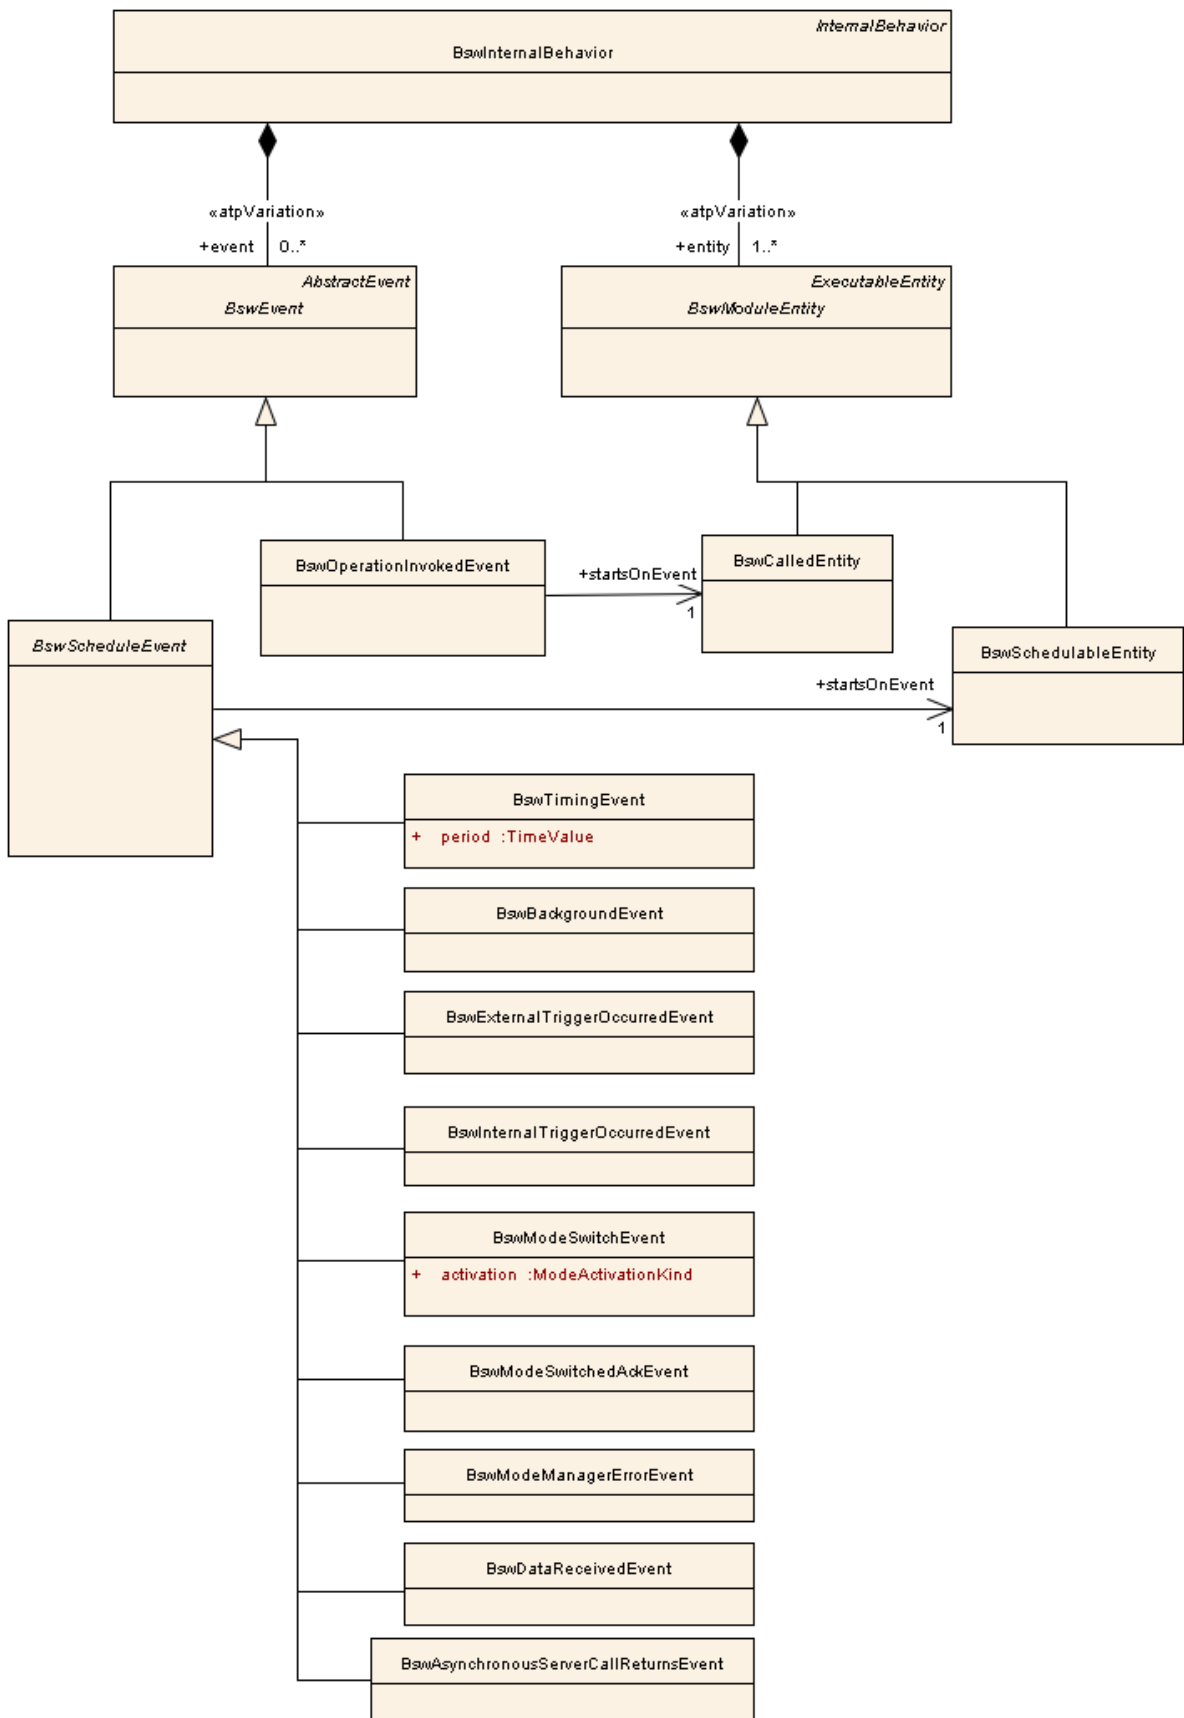 InternalBehavior
BswInternalBehavior
«atpVariation»
«atpVariation»
+event 0..*
+entity 1..*
AbstractEvent
BswEvent
ExecutableEntity
BswModuleEntity
BswOperationInvokedEvent
+startsOnEvent
1
BswCalledEntity
BswScheduleEvent
BswSchedulableEntity
+startsOnEvent
1
BswTimingEvent
+ period :TimeValue
BswBackgroundEvent
BswExternalTriggerOccurredEvent
BswInternalTriggerOccurredEvent
BswModeSwitchEvent
+ activation :ModeActivationKind
BswModeSwitchedAckEvent
BswModeManagerErrorEvent
BswDataReceivedEvent
BswAsynchronousServerCallReturnsEvent